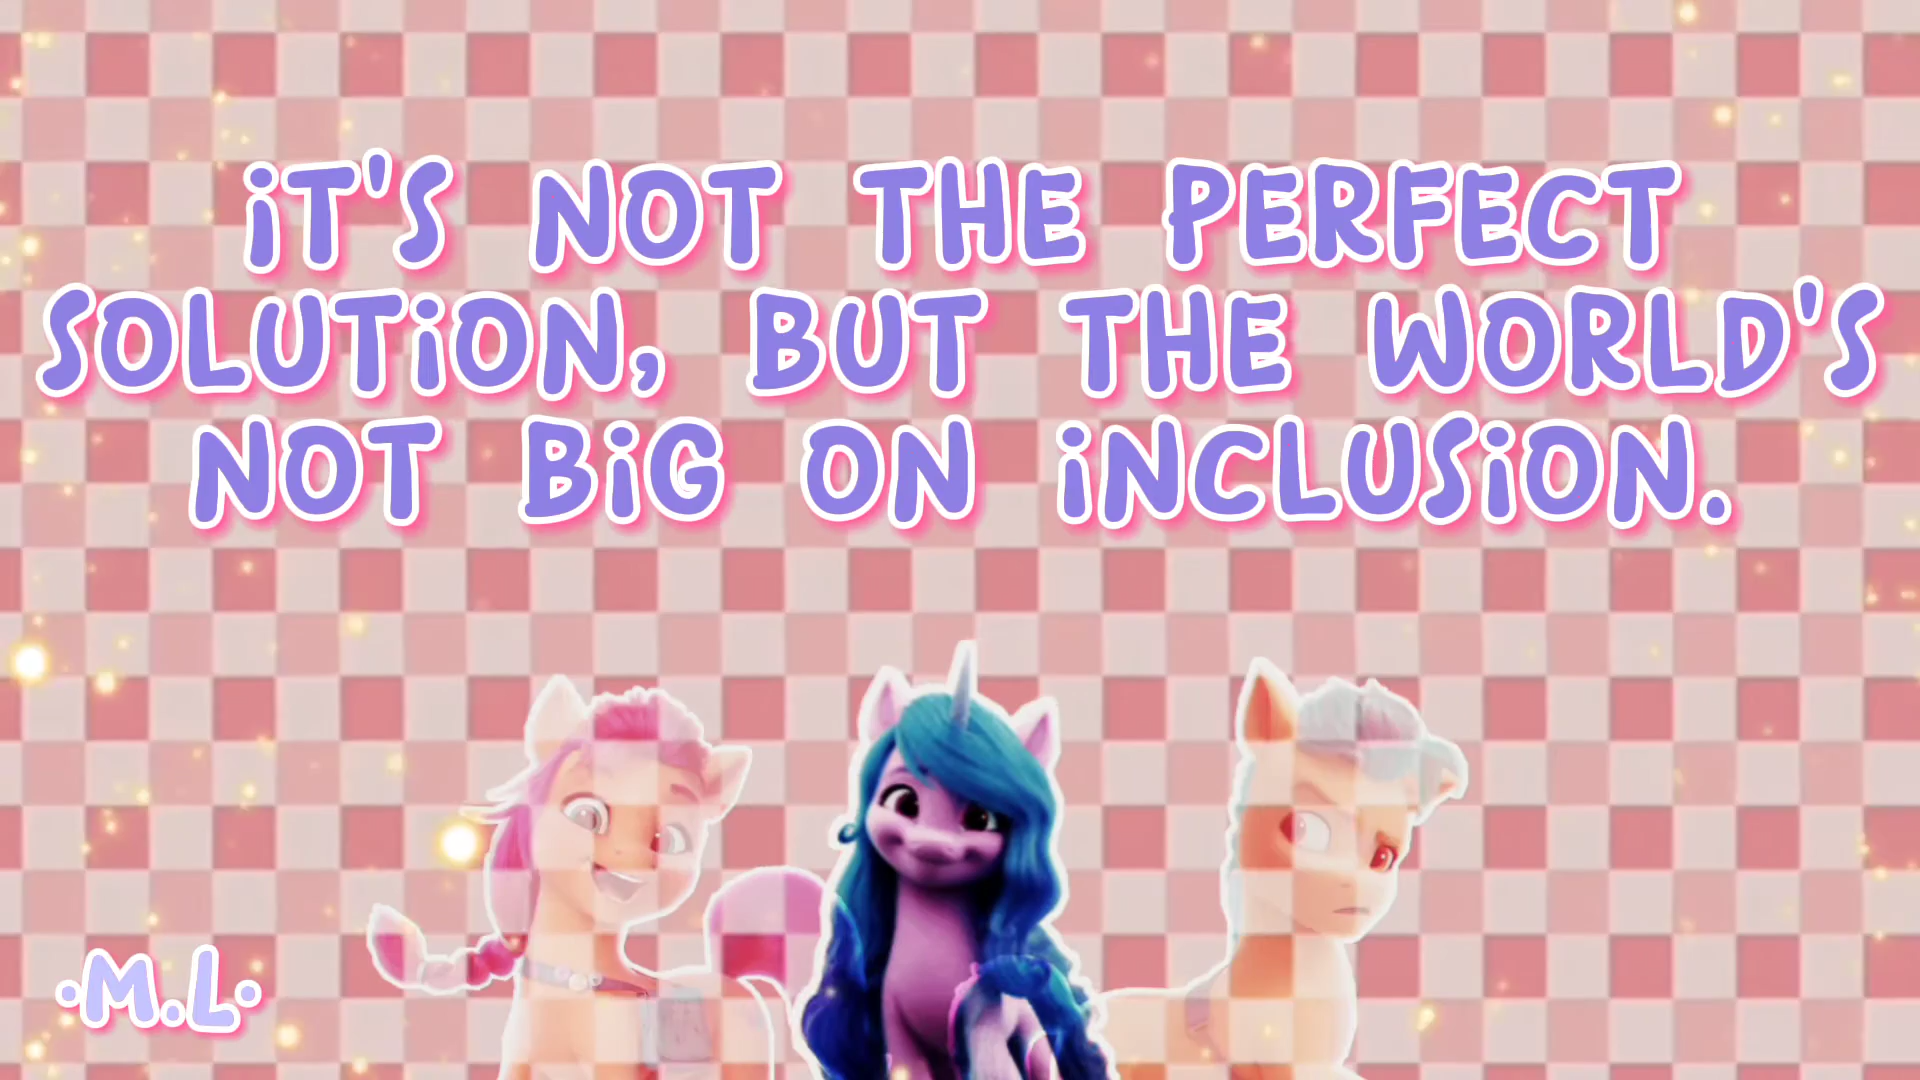 iT'S NOT THE PERFECT
SOLUTiON, BUT THE WORLD'S
NOT BiG ON iNCLUSiON.
·M.L·